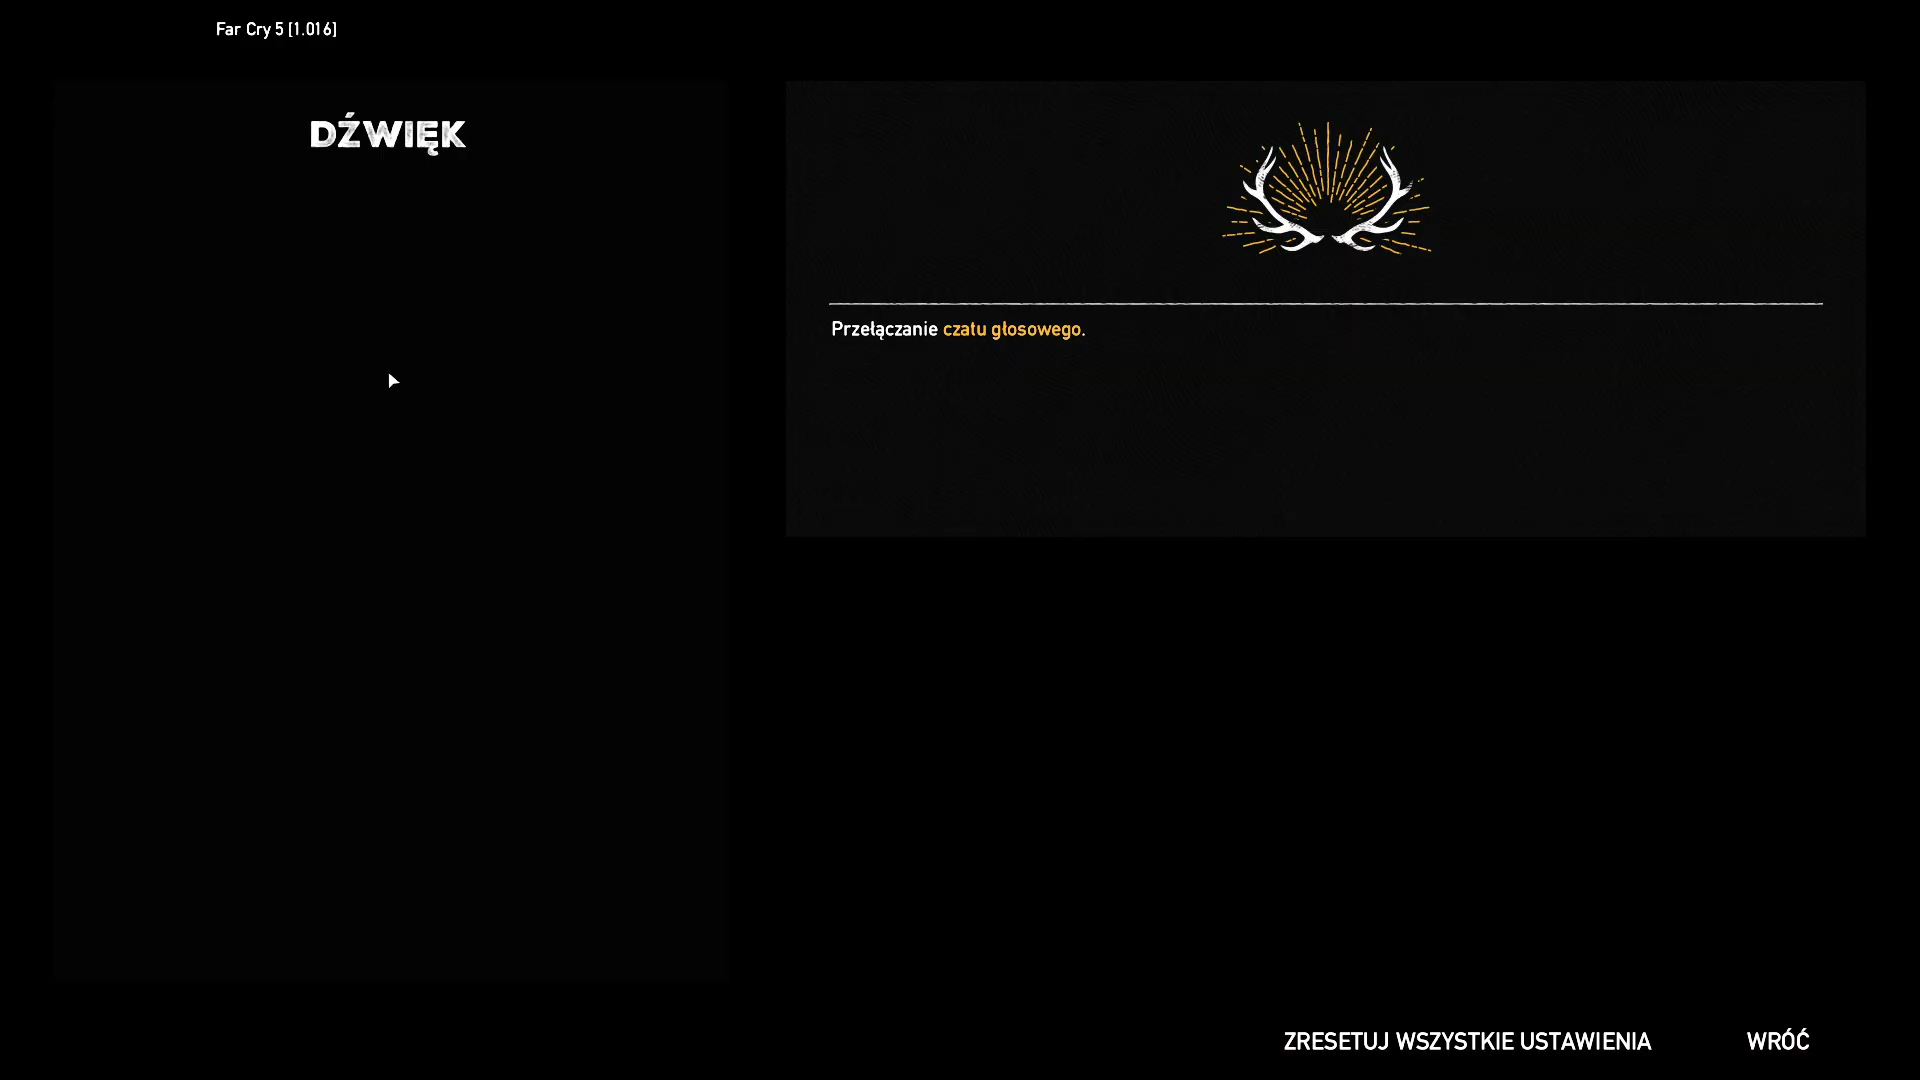 Far Cry 5 [1.016]
DŹWIĘK
Przełączanie czatu głosowego.
ZRESETUJ WSZYSTKIE USTAWIENIA
WRÓĆ